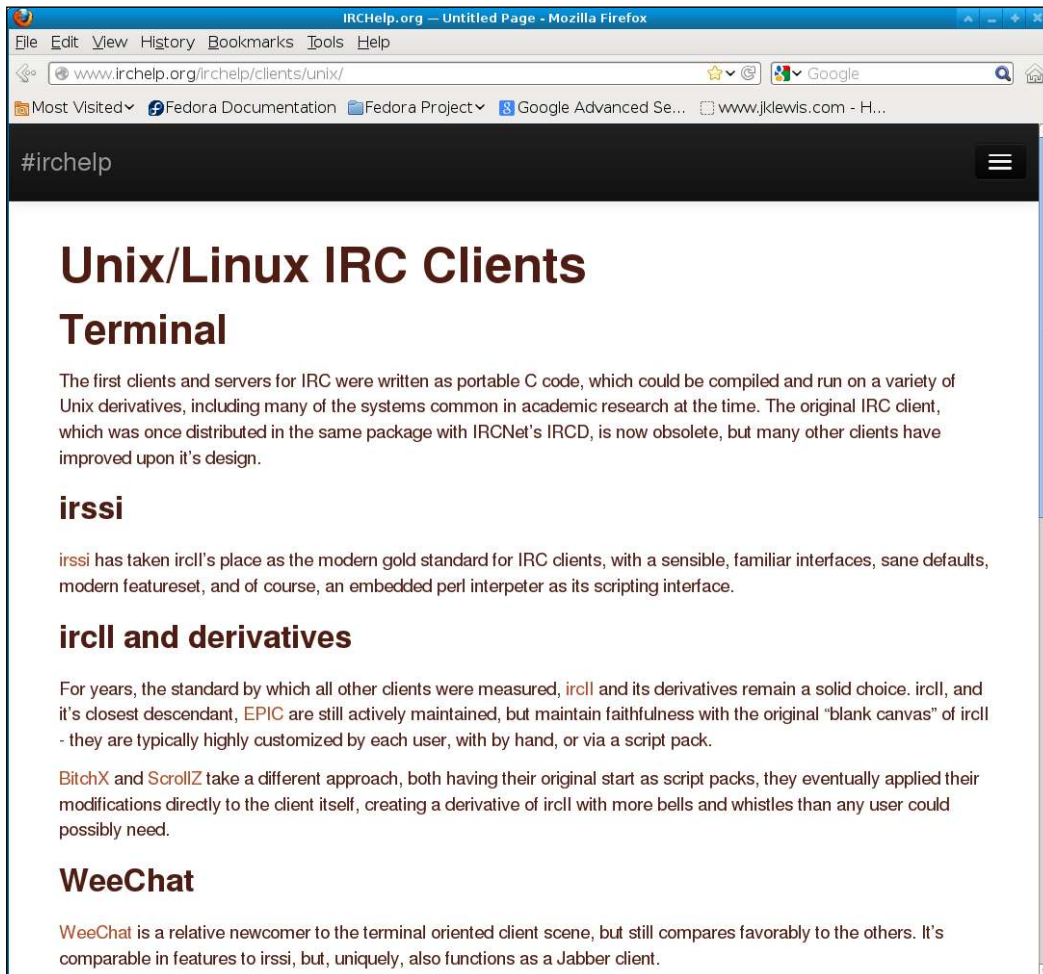 IRCHelp.org — Untitled Page - Mozilla Firefox
File Edit View History Bookmarks Tools Help
www.irchelp.org/irchelp/clients/unix/
Google
Most Visited Fedora Documentation Fedora Project Google Advanced Se... www.jklewis.com - H...
#irchelp
Unix/Linux IRC Clients
Terminal
The first clients and servers for IRC were written as portable C code, which could be compiled and run on a variety of
Unix derivatives, including many of the systems common in academic research at the time. The original IRC client,
which was once distributed in the same package with IRCNet's IRCD, is now obsolete, but many other clients have
improved upon it's design.
irssi
irssi has taken ircII's place as the modern gold standard for IRC clients, with a sensible, familiar interfaces, sane defaults,
modern featureset, and of course, an embedded perl interpeter as its scripting interface.
ircII and derivatives
For years, the standard by which all other clients were measured, ircII and its derivatives remain a solid choice. ircII, and
it's closest descendant, EPIC are still actively maintained, but maintain faithfulness with the original “blank canvas” of ircII
- they are typically highly customized by each user, with by hand, or via a script pack.
BitchX and ScrollZ take a different approach, both having their original start as script packs, they eventually applied their
modifications directly to the client itself, creating a derivative of ircII with more bells and whistles than any user could
possibly need.
WeeChat
WeeChat is a relative newcomer to the terminal oriented client scene, but still compares favorably to the others. It's
comparable in features to irssi, but, uniquely, also functions as a Jabber client.